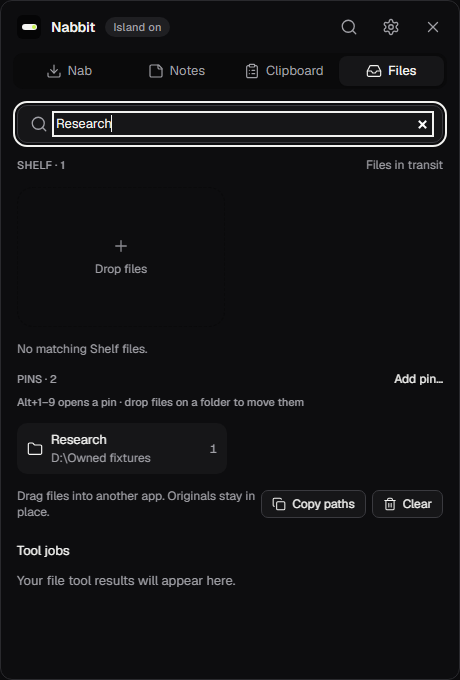 Nabbit
Island on
Nab
Notes
Clipboard
Files
Research
SHELF · 1
Files in transit
Drop files
No matching Shelf files.
PINS · 2
Add pin...
Alt+1–9 opens a pin · drop files on a folder to move them
Research
D:\Owned fixtures
1
Drag files into another app. Originals stay in
place.
Copy paths
Clear
Tool jobs
Your file tool results will appear here.